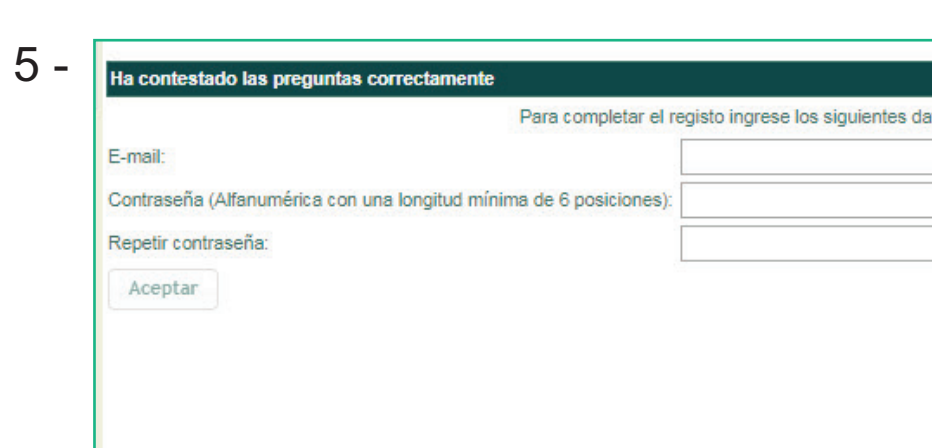 5 -
Ha contestado las preguntas correctamente
Para completar el registo ingrese los siguientes da
E-mail:
Contraseña (Alfanumérica con una longitud mínima de 6 posiciones):
Repetir contraseña:
Aceptar